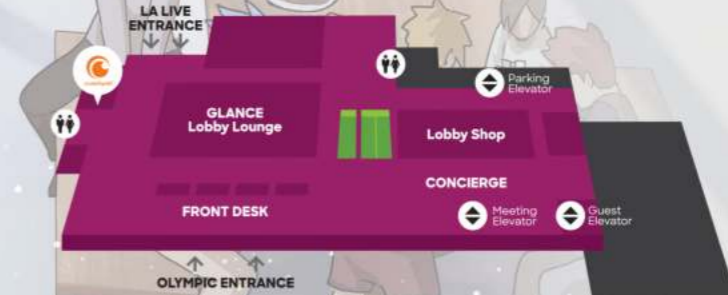 LA LIVE
ENTRANCE
Parking
Elevator
GLANCE
Lobby Lounge
Lobby Shop
CONCIERGE
FRONT DESK
Meeting
Elevator
Guest
Elevator
OLYMPIC ENTRANCE